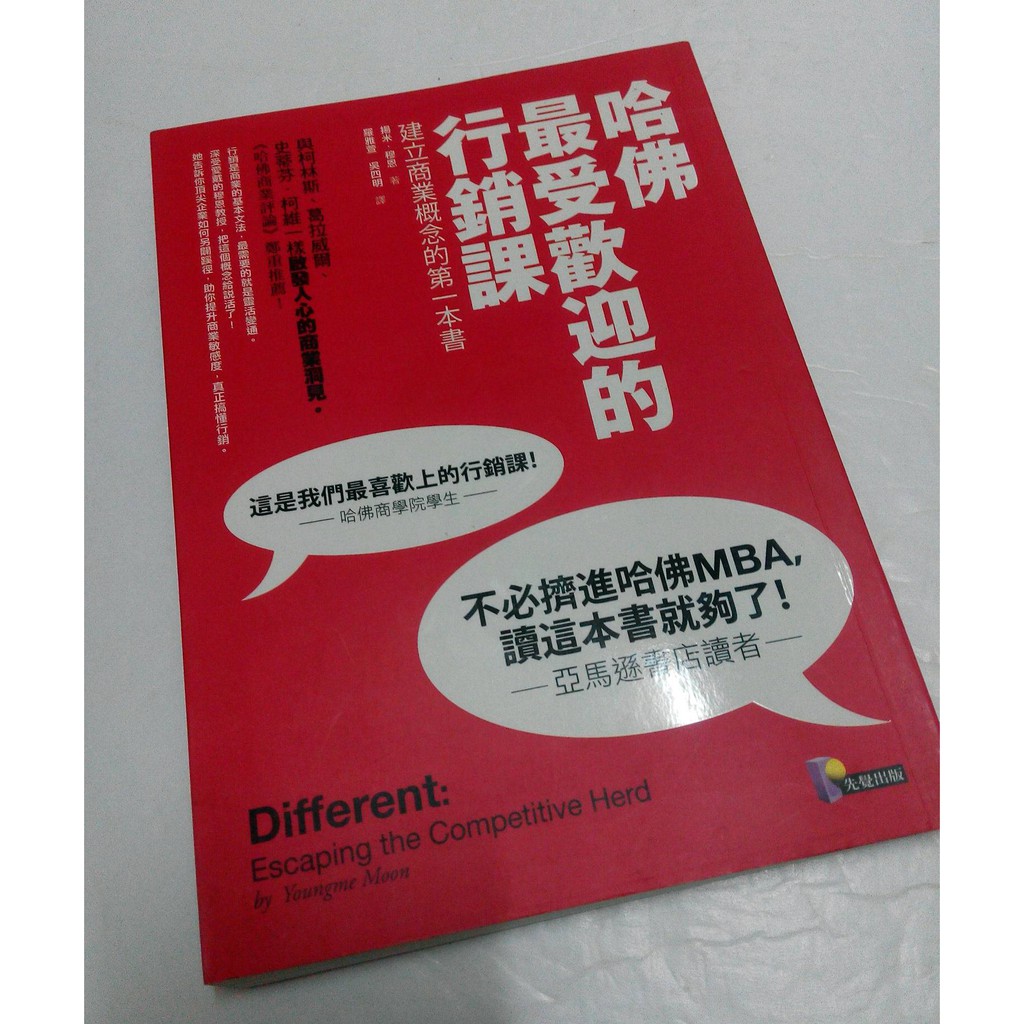 哈佛
最受歡迎的
行銷課
建立商業概念的第一本書
楊米．穆恩 著
羅雅萱 吳四明 譯
與柯林斯、葛拉威爾、
史蒂芬．柯維一樣啟發人心的商業洞見。
《哈佛商業評論》鄭重推薦！
行銷是商業的基本文法，最需要的就是靈活變通。
深受愛戴的穆恩教授，把這個概念給說活了！
她告訴你頂尖企業如何另闢蹊徑，助你提升商業敏感度，真正搞懂行銷。
這是我們最喜歡上的行銷課！
— 哈佛商學院學生 —
不必擠進哈佛MBA,
讀這本書就夠了！
— 亞馬遜書店讀者 —
先覺出版
Different:
Escaping the Competitive Herd
by Youngme Moon